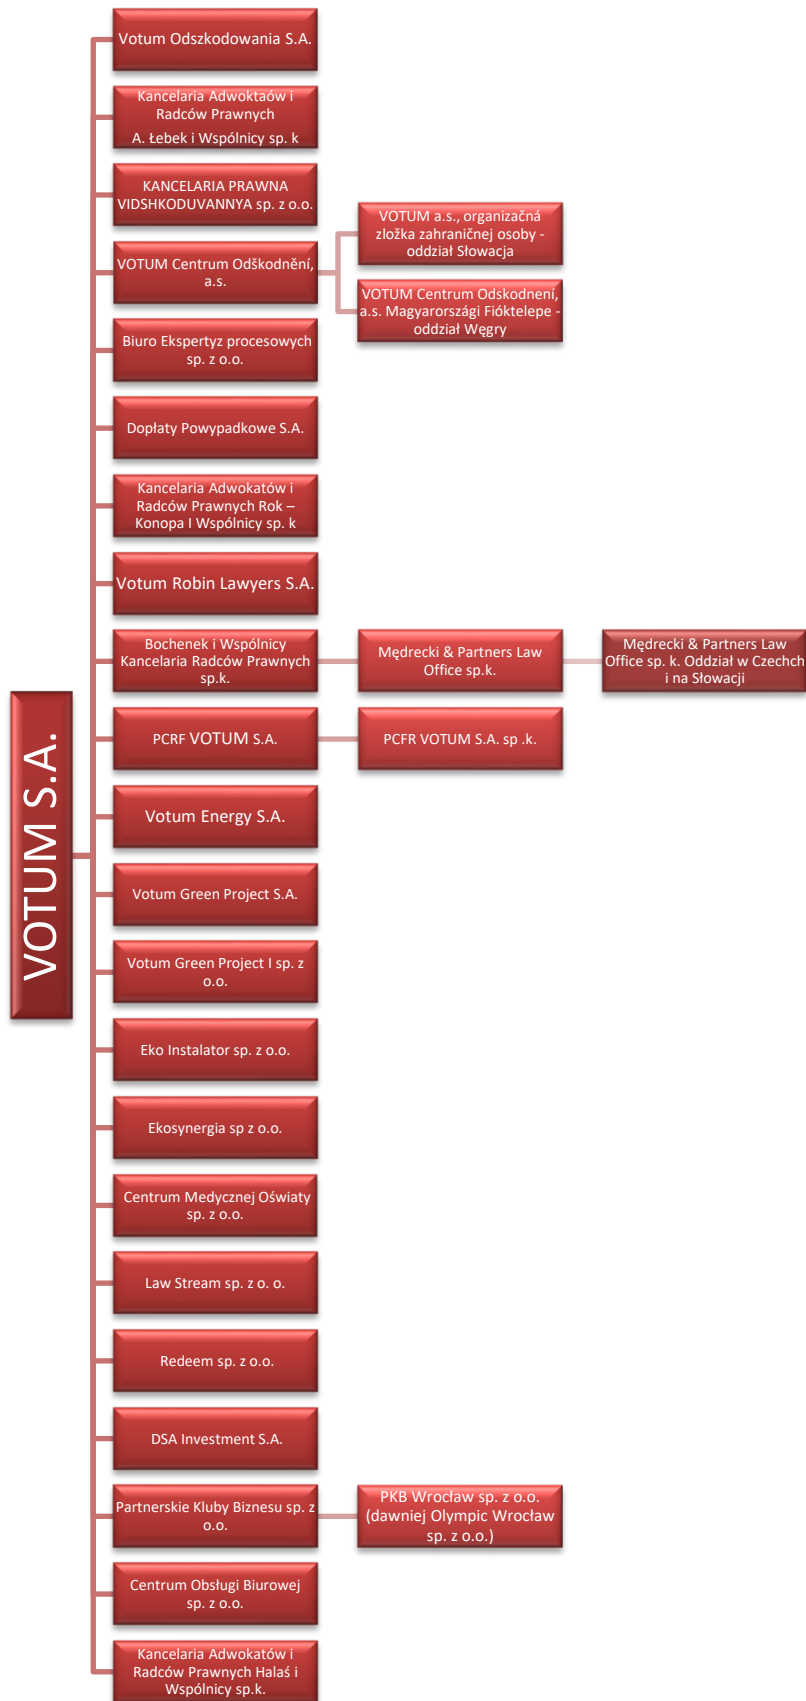 Votum Odszkodowania S.A.
Kancelaria Adwoktaów i
Radców Prawnych
A. Łebek i Wspólnicy sp. k
KANCELARIA PRAWNA
VIDSHKODUVANNYA sp. z o.o.
VOTUM Centrum Odškodnění,
a.s.
VOTUM a.s., organizačná
zložka zahraničnej osoby -
oddział Słowacja
VOTUM Centrum Odskodnení,
a.s. Magyarországi Fióktelepe -
oddział Węgry
Biuro Ekspertyz procesowych
sp. z o.o.
Dopłaty Powypadkowe S.A.
Kancelaria Adwokatów i
Radców Prawnych Rok –
Konopa I Wspólnicy sp. k
Votum Robin Lawyers S.A.
Bochenek i Wspólnicy
Kancelaria Radców Prawnych
sp.k.
Mędrecki & Partners Law
Office sp.k.
Mędrecki & Partners Law
Office sp. k. Oddział w Czechch
i na Słowacji
VOTUM S.A.
PCRF VOTUM S.A.
PCFR VOTUM S.A. sp .k.
Votum Energy S.A.
Votum Green Project S.A.
Votum Green Project I sp. z
o.o.
Eko Instalator sp. z o.o.
Ekosynergia sp z o.o.
Centrum Medycznej Oświaty
sp. z o.o.
Law Stream sp. z o. o.
Redeem sp. z o.o.
DSA Investment S.A.
Partnerskie Kluby Biznesu sp. z
o.o.
PKB Wrocław sp. z o.o.
(dawniej Olympic Wrocław
sp. z o.o.)
Centrum Obsługi Biurowej
sp. z o.o.
Kancelaria Adwokatów i
Radców Prawnych Halaś i
Wspólnicy sp.k.